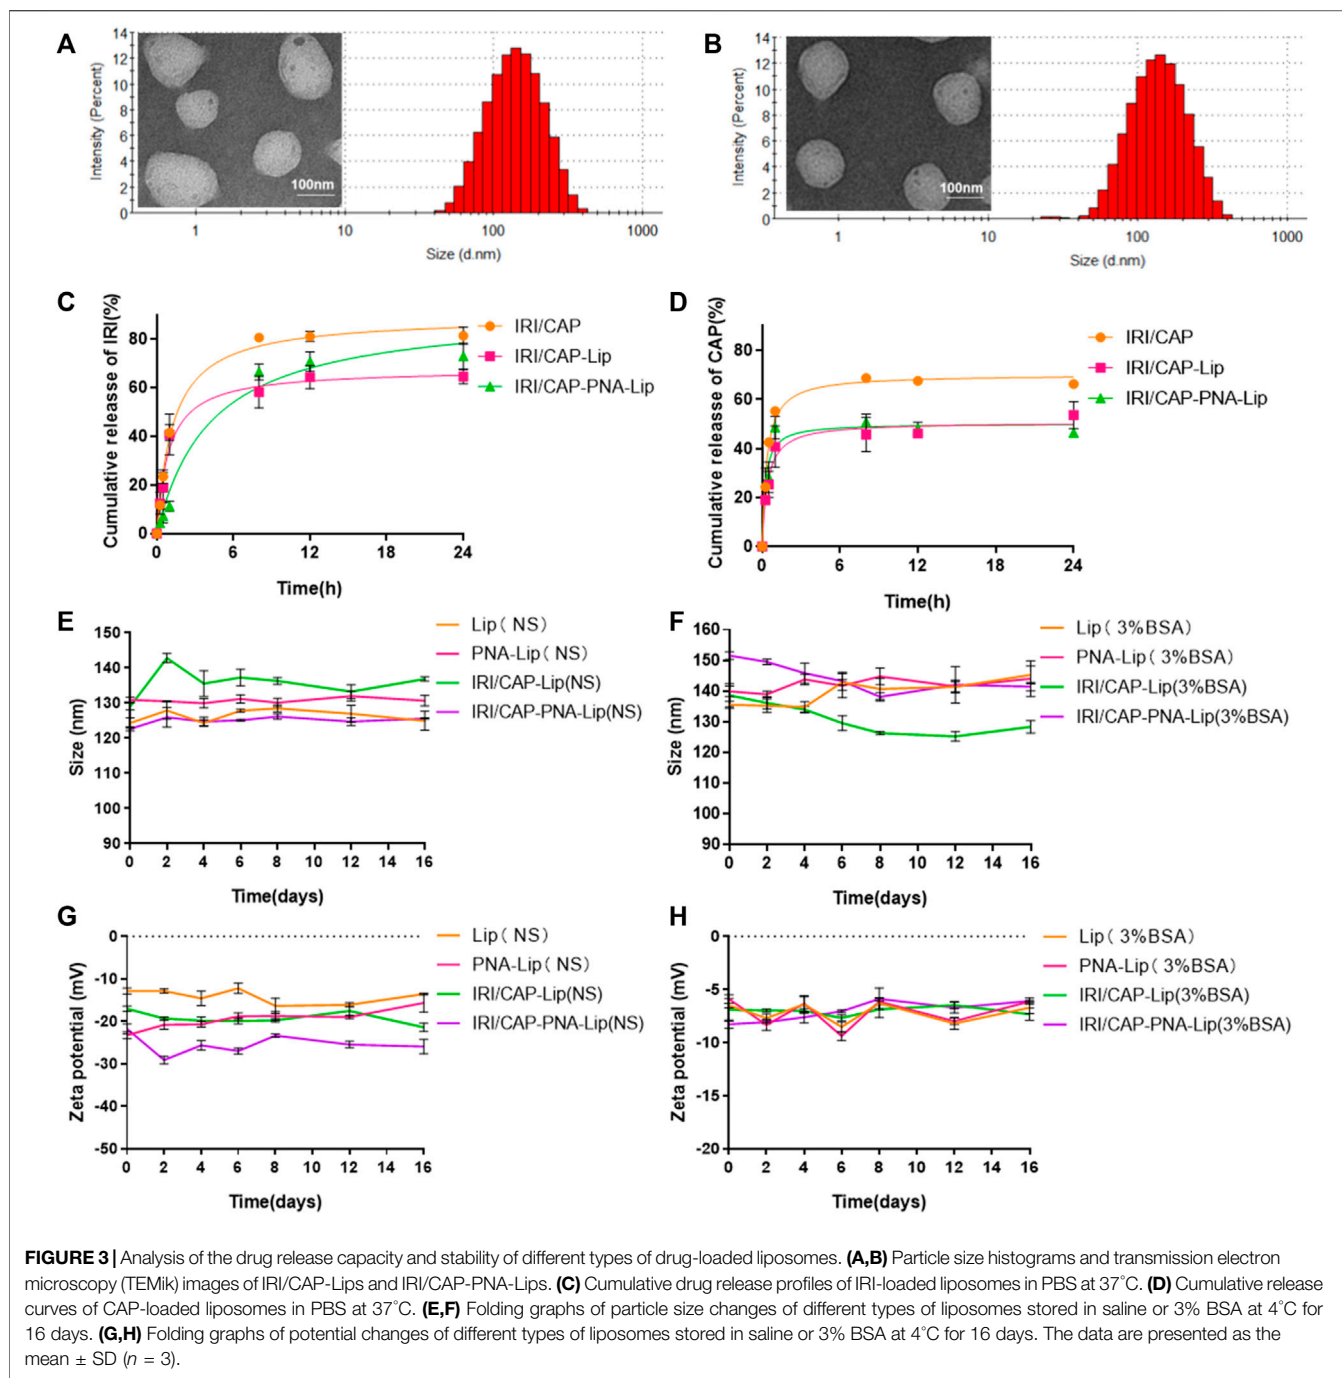 A
14
12
10
8
6
4
2
0
Intensity (Percent)
100nm
1
10
100
1000
Size (d.nm)
B
14
12
10
8
6
4
2
0
Intensity (Percent)
100nm
1
10
100
1000
Size (d.nm)
C
Cumulative releasse of IRI(%)
80
60
40
20
0
0
6
12
18
24
Time(h)
IRI/CAP
IRI/CAP-Lip
IRI/CAP-PNA-Lip
D
Cumulative releasse of CAP(%)
80
60
40
20
0
0
6
12
18
24
Time(h)
IRI/CAP
IRI/CAP-Lip
IRI/CAP-PNA-Lip
E
Size (nm)
150
140
130
120
110
100
90
0
2
4
6
8
10
12
14
16
Time(days)
Lip( NS)
PNA-Lip( NS)
IRI/CAP-Lip(NS)
IRI/CAP-PNA-Lip(NS)
F
Size (nm)
160
150
140
130
120
110
100
90
0
2
4
6
8
10
12
14
16
Time(days)
Lip( 3%BSA)
PNA-Lip( 3%BSA)
IRI/CAP-Lip(3%BSA)
IRI/CAP-PNA-Lip(3%BSA)
G
Zeta potential (mV)
0
-10
-20
-30
-40
-50
0
2
4
6
8
10
12
14
16
Time(days)
Lip( NS)
PNA-Lip( NS)
IRI/CAP-Lip(NS)
IRI/CAP-PNA-Lip(NS)
H
Zeta potential (mV)
0
-5
-10
-15
-20
0
2
4
6
8
10
12
14
16
Time(days)
Lip( 3%BSA)
PNA-Lip( 3%BSA)
IRI/CAP-Lip(3%BSA)
IRI/CAP-PNA-Lip(3%BSA)
FIGURE 3 | Analysis of the drug release capacity and stability of different types of drug-loaded liposomes. (A,B) Particle size histograms and transmission electron
microscopy (TEMik) images of IRI/CAP-Lips and IRI/CAP-PNA-Lips. (C) Cumulative drug release profiles of IRI-loaded liposomes in PBS at 37°C. (D) Cumulative release
curves of CAP-loaded liposomes in PBS at 37°C. (E,F) Folding graphs of particle size changes of different types of liposomes stored in saline or 3% BSA at 4°C for
16 days. (G,H) Folding graphs of potential changes of different types of liposomes stored in saline or 3% BSA at 4°C for 16 days. The data are presented as the
mean ± SD (n = 3).